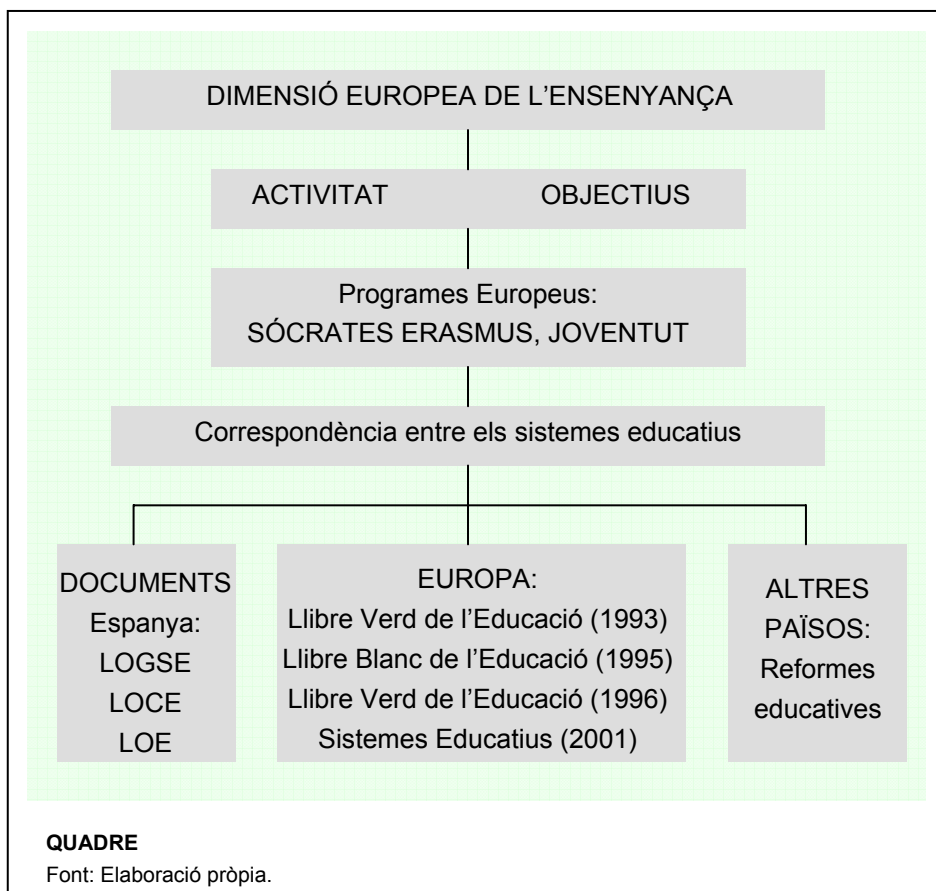 DIMENSIÓ EUROPEA DE L’ENSENYANÇA
ACTIVITAT OBJECTIUS
Programes Europeus:
SÓCRATES ERASMUS, JOVENTUT
Correspondència entre els sistemes educatius
DOCUMENTS
Espanya:
LOGSE
LOCE
LOE
EUROPA:
Llibre Verd de l’Educació (1993)
Llibre Blanc de l’Educació (1995)
Llibre Verd de l’Educació (1996)
Sistemes Educatius (2001)
ALTRES
PAÏSOS:
Reformes
educatives
QUADRE
Font: Elaboració pròpia.